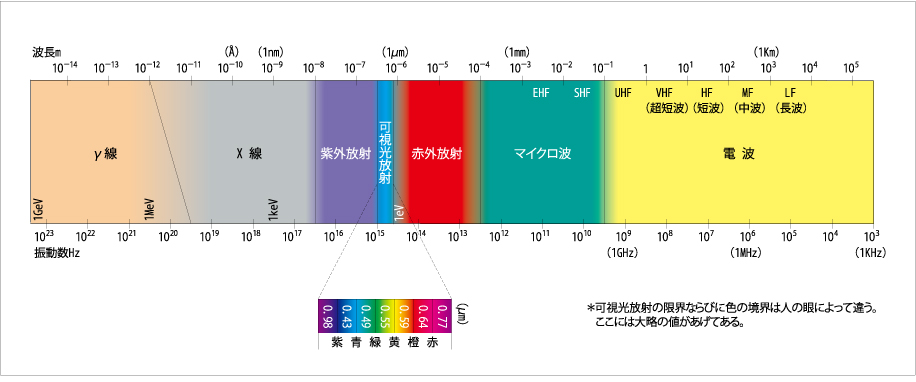 波長m (Å) (1nm) (1μm) (1mm) (1Km)
10⁻¹⁴ 10⁻¹³ 10⁻¹² 10⁻¹¹ 10⁻¹⁰ 10⁻⁹ 10⁻⁸ 10⁻⁷ 10⁻⁶ 10⁻⁵ 10⁻⁴ 10⁻³ 10⁻² 10⁻¹ 1 10¹ 10² 10³ 10⁴ 10⁵
EHF SHF UHF VHF HF MF LF
(超短波) (短波) (中波) (長波)
γ線 X線 紫外放射 可視光放射 赤外放射 マイクロ波 電波
1GeV 1MeV 1keV 1eV
10²³ 10²² 10²¹ 10²⁰ 10¹⁹ 10¹⁸ 10¹⁷ 10¹⁶ 10¹⁵ 10¹⁴ 10¹³ 10¹² 10¹¹ 10¹⁰ 10⁹ 10⁸ 10⁷ 10⁶ 10⁵ 10⁴ 10³
振動数Hz (1GHz) (1MHz) (1KHz)
0.98 0.43 0.49 0.55 0.59 0.64 0.77 (μm)
紫 青 緑 黄 橙 赤
*可視光放射の限界ならびに色の境界は人の眼によって違う。
ここには大略の値があげてある。